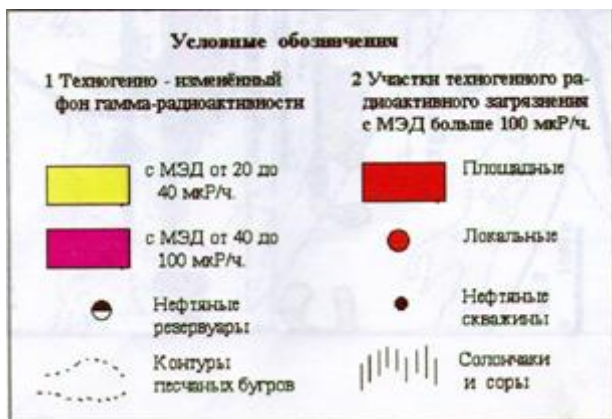 Условные обозначения
1 Техногенно - изменённый
фон гамма-радиоактивности
с МЭД от 20 до
40 мкР/ч.
с МЭД от 40 до
100 мкР/ч.
Нефтяные
резервуары
Контуры
песчаных бугров
2 Участки техногенного ра-
диоактивного загрязнения
с МЭД больше 100 мкР/ч.
Площадные
Локальные
Нефтяные
скважины
Солончаки
и соры